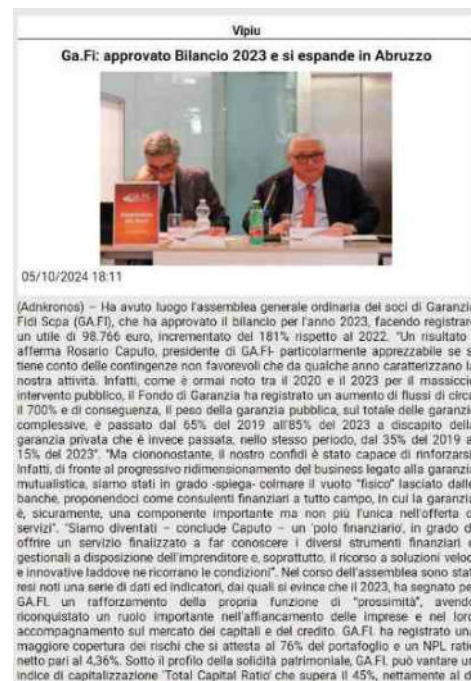 Vipiu
Ga.Fi: approvato Bilancio 2023 e si espande in Abruzzo
GA.FI.
05/10/2024 18:11
(Adnkronos) – Ha avuto luogo l'assemblea generale ordinaria dei soci di Garanzia
Fidi Scpa (GA.FI), che ha approvato il bilancio per l'anno 2023, facendo registrare
un utile di 98.766 euro, incrementato del 181% rispetto al 2022. "Un risultato -
afferma Rosario Caputo, presidente di GA.FI- particolarmente apprezzabile se si
tiene conto delle contingenze non favorevoli che da qualche anno caratterizzano la
nostra attività. Infatti, come è ormai noto tra il 2020 e il 2023 per il massiccio
intervento pubblico, il Fondo di Garanzia ha registrato un aumento di flussi di circa
il 700% e di conseguenza, il peso della garanzia pubblica, sul totale delle garanzie
complessive, è passato dal 65% del 2019 all'85% del 2023 a discapito della
garanzia privata che è invece passata, nello stesso periodo, dal 35% del 2019 al
15% del 2023". "Ma ciononostante, il nostro confidi è stato capace di rinforzarsi.
Infatti, di fronte al progressivo ridimensionamento del business legato alla garanzia
mutualistica, siamo stati in grado -spiega- colmare il vuoto "fisico" lasciato dalle
banche, proponendoci come consulenti finanziari a tutto campo, in cui la garanzia
è, sicuramente, una componente importante ma non più l'unica nell'offerta di
servizi". "Siamo diventati – conclude Caputo – un 'polo finanziario', in grado di
offrire un servizio finalizzato a far conoscere i diversi strumenti finanziari e
gestionali a disposizione dell'imprenditore e, soprattutto, il ricorso a soluzioni veloci
e innovative laddove ne ricorrano le condizioni". Nel corso dell'assemblea sono stati
resi noti una serie di dati ed indicatori, dai quali si evince che il 2023, ha segnato per
GA.FI. un rafforzamento della propria funzione di "prossimità", avendo
riconquistato un ruolo importante nell'affiancamento delle imprese e nel loro
accompagnamento sul mercato dei capitali e del credito. GA.FI. ha registrato una
maggiore copertura dei rischi che si attesta al 76% del portafoglio e un NPL ratio
netto pari al 4,36%. Sotto il profilo della solidità patrimoniale, GA.FI. può vantare un
indice di capitalizzazione 'Total Capital Ratio' che supera il 45%, nettamente al di